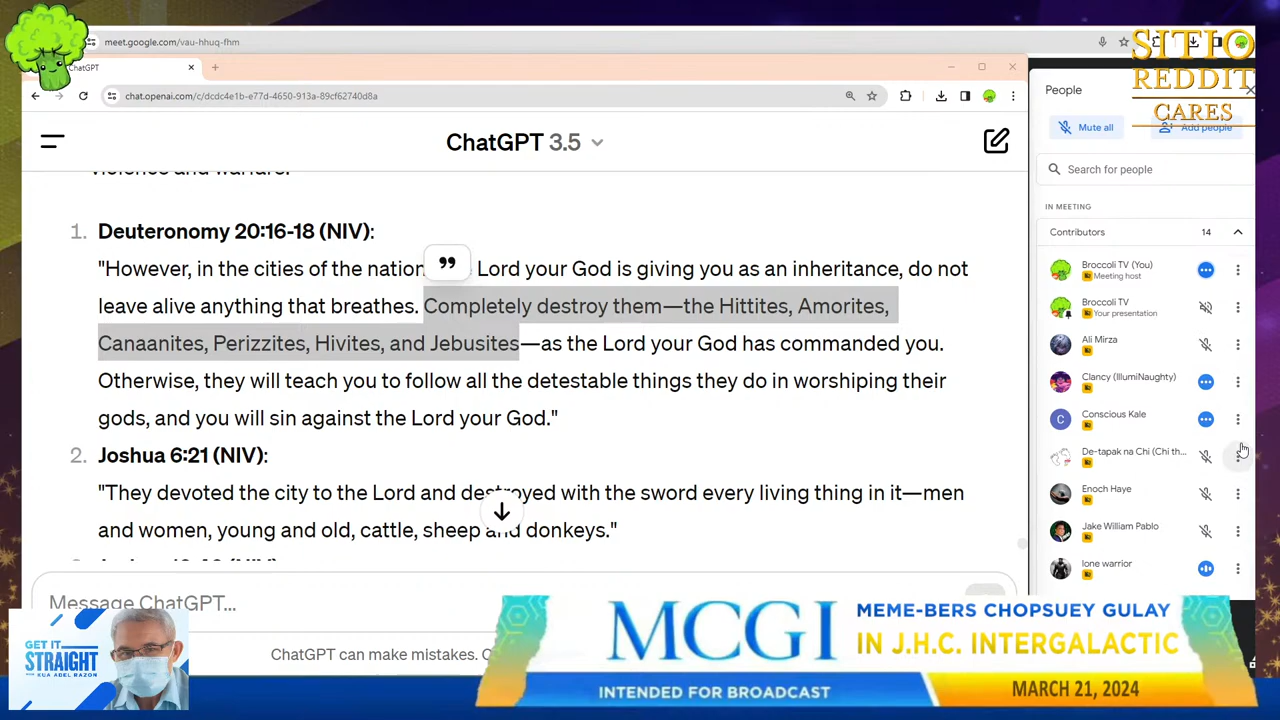 meet.google.com/vau-hhuq-fhm
ChatGPT
chat.openai.com/c/dcdc4e1b-e77d-4650-913a-89cf62740d8a
ChatGPT 3.5
violence and warfare.
1. Deuteronomy 20:16-18 (NIV):
"However, in the cities of the nation Lord your God is giving you as an inheritance, do not
leave alive anything that breathes. Completely destroy them—the Hittites, Amorites,
Canaanites, Perizzites, Hivites, and Jebusites—as the Lord your God has commanded you.
Otherwise, they will teach you to follow all the detestable things they do in worshiping their
gods, and you will sin against the Lord your God."
2. Joshua 6:21 (NIV):
"They devoted the city to the Lord and destroyed with the sword every living thing in it—men
and women, young and old, cattle, sheep and donkeys."
Message ChatGPT...
ChatGPT can make mistakes.
SITIO
REDDIT
CARES
People
Mute all
Add people
Search for people
IN MEETING
Contributors 14
Broccoli TV (You)
Meeting host
Broccoli TV
Your presentation
Ali Mirza
Clancy (IllumiNaughty)
C Conscious Kale
De-tapak na Chi (Chi th...
Enoch Haye
Jake William Pablo
lone warrior
GET IT
STRAIGHT
WITH KUA ADEL RAZON
MCGI
MEME-BERS CHOPSUEY GULAY
IN J.H.C. INTERGALACTIC
INTENDED FOR BROADCAST
MARCH 21, 2024